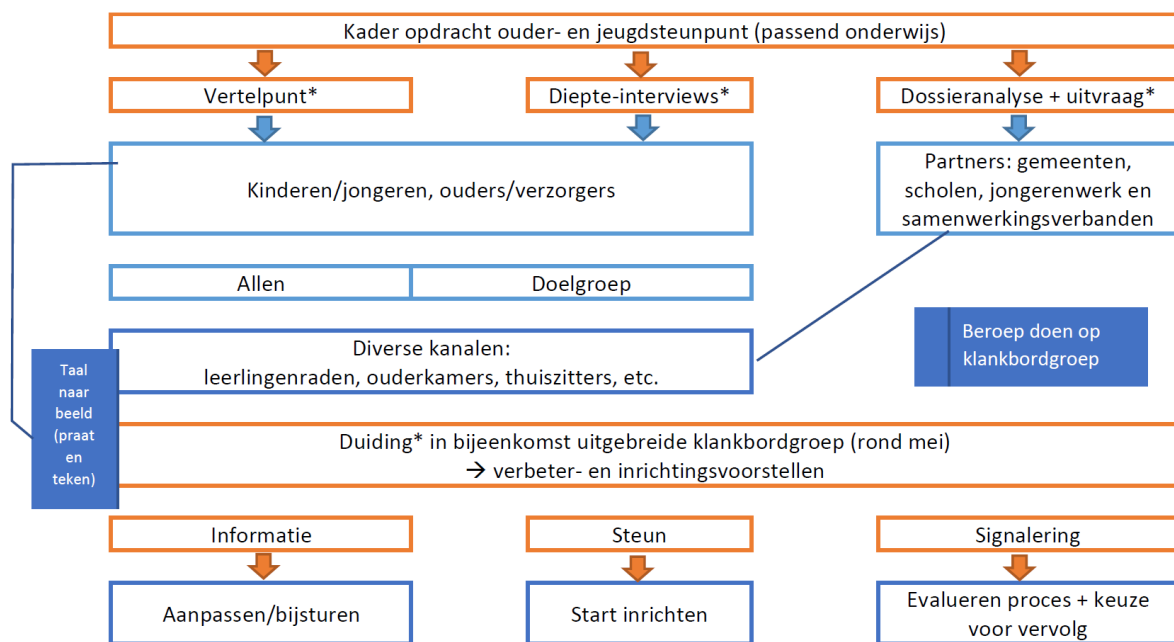 Kader opdracht ouder- en jeugdsteunpunt (passend onderwijs)
Vertelpunt*
Diepte-interviews*
Dossieranalyse + uitvraag*
Kinderen/jongeren, ouders/verzorgers
Partners: gemeenten,
scholen, jongerenwerk en
samenwerkingsverbanden
Allen
Doelgroep
Diverse kanalen:
leerlingenraden, ouderkamers, thuiszitters, etc.
Beroep doen op
klankbordgroep
Taal
naar
beeld
(praat
en
teken)
Duiding* in bijeenkomst uitgebreide klankbordgroep (rond mei)
→ verbeter- en inrichtingsvoorstellen
Informatie
Steun
Signalering
Aanpassen/bijsturen
Start inrichten
Evalueren proces + keuze
voor vervolg